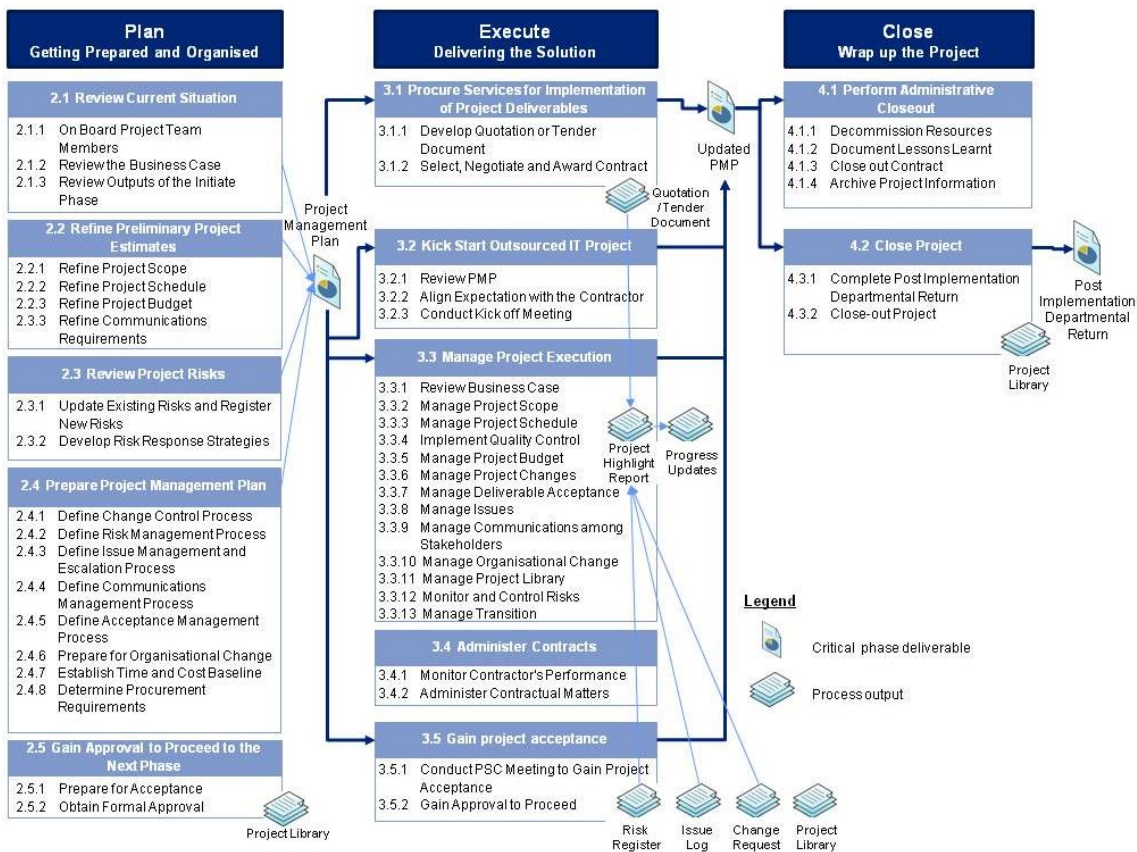 Plan
Getting Prepared and Organised
2.1 Review Current Situation
2.1.1 On Board Project Team
Members
2.1.2 Review the Business Case
2.1.3 Review Outputs of the Initiate
Phase
2.2 Refine Preliminary Project
Estimates
2.2.1 Refine Project Scope
2.2.2 Refine Project Schedule
2.2.3 Refine Project Budget
2.3.3 Refine Communications
Requirements
2.3 Review Project Risks
2.3.1 Update Existing Risks and Register
New Risks
2.3.2 Develop Risk Response Strategies
2.4 Prepare Project Management Plan
2.4.1 Define Change Control Process
2.4.2 Define Risk Management Process
2.4.3 Define Issue Management and
Escalation Process
2.4.4 Define Communications
Management Process
2.4.5 Define Acceptance Management
Process
2.4.6 Prepare for Organisational Change
2.4.7 Establish Time and Cost Baseline
2.4.8 Determine Procurement
Requirements
2.5 Gain Approval to Proceed to the
Next Phase
2.5.1 Prepare for Acceptance
2.5.2 Obtain Formal Approval
Project Library
Project
Management
Plan
Execute
Delivering the Solution
3.1 Procure Services for Implementation
of Project Deliverables
3.1.1 Develop Quotation or Tender
Document
3.1.2 Select, Negotiate and Award Contract
Quotation
/Tender
Document
3.2 Kick Start Outsourced IT Project
3.2.1 Review PMP
3.2.2 Align Expectation with the Contractor
3.2.3 Conduct Kick off Meeting
3.3 Manage Project Execution
3.3.1 Review Business Case
3.3.2 Manage Project Scope
3.3.3 Manage Project Schedule
3.3.4 Implement Quality Control
3.3.5 Manage Project Budget
3.3.6 Manage Project Changes
3.3.7 Manage Deliverable Acceptance
3.3.8 Manage Issues
3.3.9 Manage Communications among
Stakeholders
3.3.10 Manage Organisational Change
3.3.11 Manage Project Library
3.3.12 Monitor and Control Risks
3.3.13 Manage Transition
Project
Highlight
Report
Progress
Updates
3.4 Administer Contracts
3.4.1 Monitor Contractor's Performance
3.4.2 Administer Contractual Matters
3.5 Gain project acceptance
3.5.1 Conduct PSC Meeting to Gain Project
Acceptance
3.5.2 Gain Approval to Proceed
Risk
Register
Issue
Log
Change
Request
Project
Library
Updated
PMP
Close
Wrap up the Project
4.1 Perform Administrative
Closeout
4.1.1 Decommission Resources
4.1.2 Document Lessons Learnt
4.1.3 Close out Contract
4.1.4 Archive Project Information
4.2 Close Project
4.3.1 Complete Post Implementation
Departmental Return
4.3.2 Close-out Project
Project
Library
Post
Implementation
Departmental
Return
Legend
Critical phase deliverable
Process output